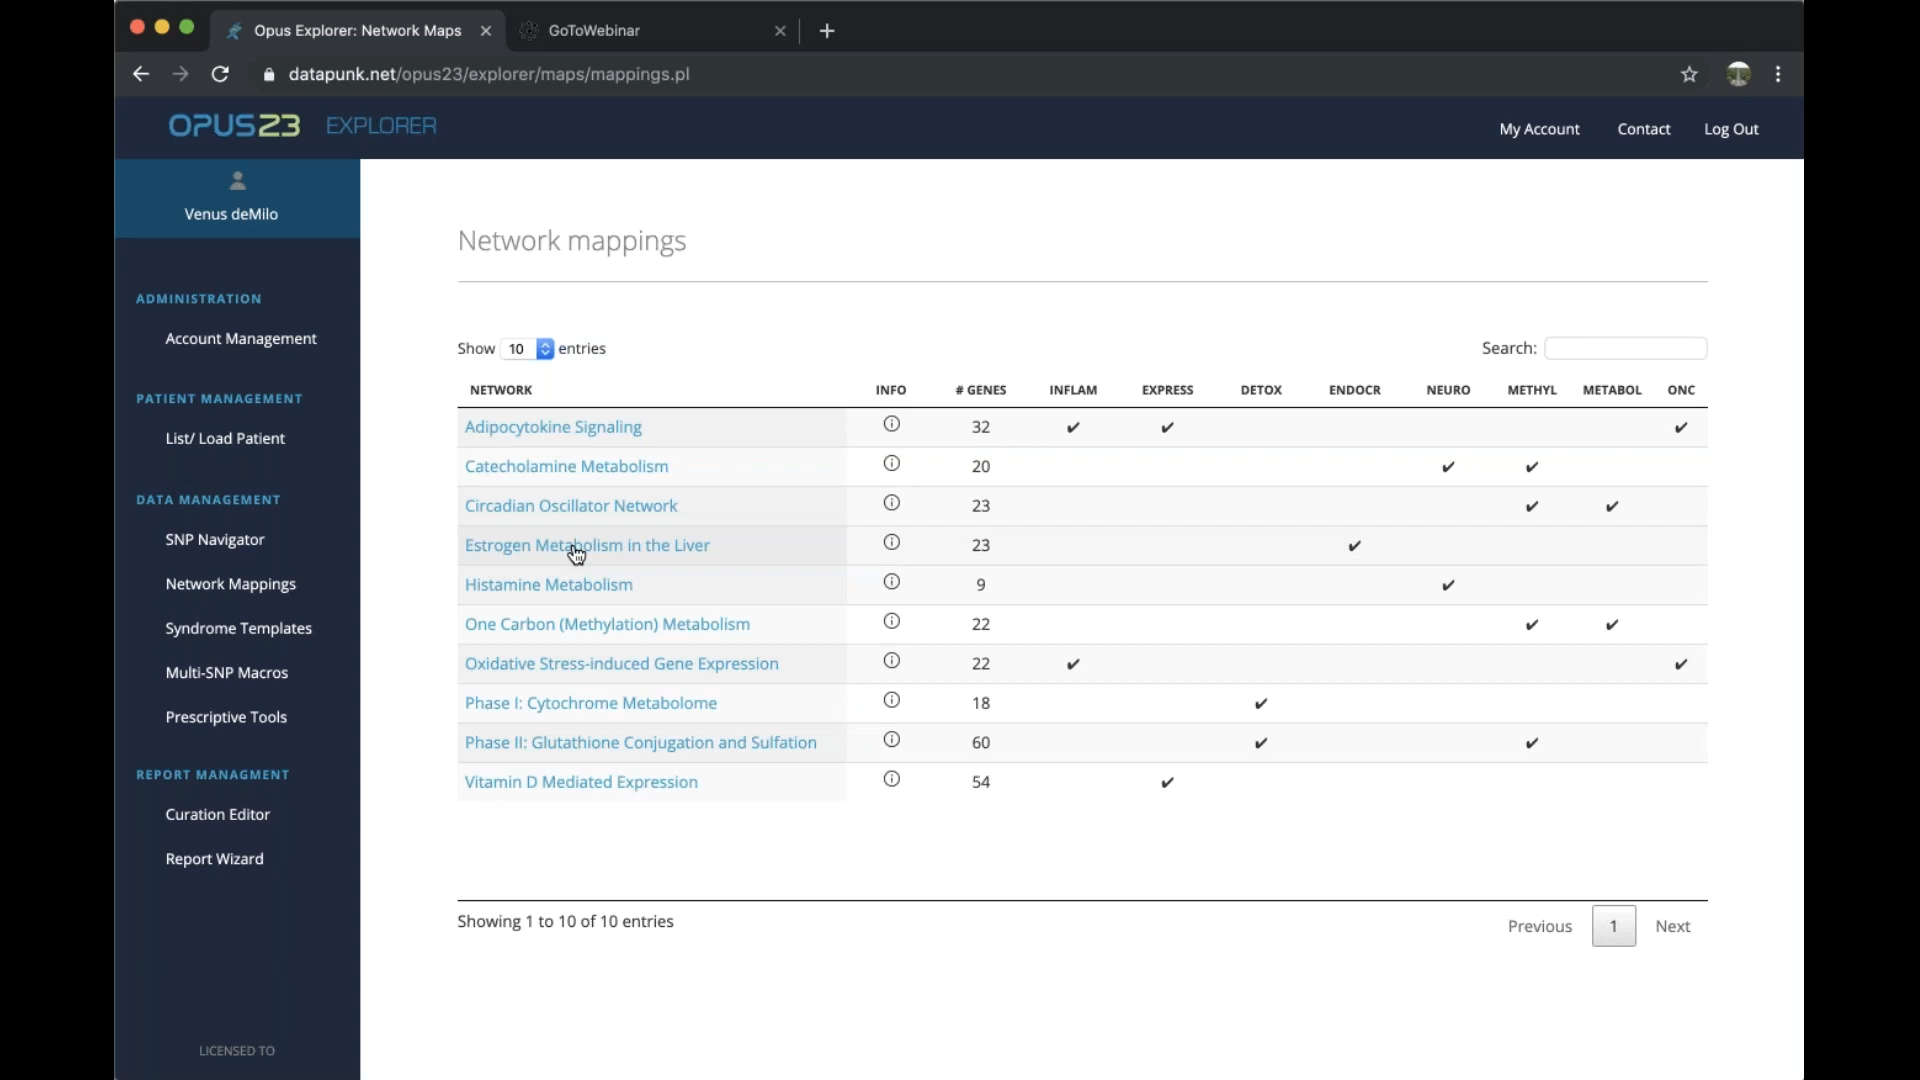 Opus Explorer: Network Maps
GoToWebinar
datapunk.net/opus23/explorer/maps/mappings.pl
OPUS23 EXPLORER
My Account Contact Log Out
Venus deMilo
ADMINISTRATION
Account Management
PATIENT MANAGEMENT
List/ Load Patient
DATA MANAGEMENT
SNP Navigator
Network Mappings
Syndrome Templates
Multi-SNP Macros
Prescriptive Tools
REPORT MANAGMENT
Curation Editor
Report Wizard
LICENSED TO
Network mappings
Show 10 entries
Search:
NETWORK INFO # GENES INFLAM EXPRESS DETOX ENDOCR NEURO METHYL METABOL ONC
Adipocytokine Signaling 32 ✔ ✔ ✔
Catecholamine Metabolism 20 ✔ ✔
Circadian Oscillator Network 23 ✔ ✔
Estrogen Metabolism in the Liver 23 ✔
Histamine Metabolism 9 ✔
One Carbon (Methylation) Metabolism 22 ✔ ✔
Oxidative Stress-induced Gene Expression 22 ✔ ✔
Phase I: Cytochrome Metabolome 18 ✔
Phase II: Glutathione Conjugation and Sulfation 60 ✔ ✔
Vitamin D Mediated Expression 54 ✔
Showing 1 to 10 of 10 entries
Previous 1 Next